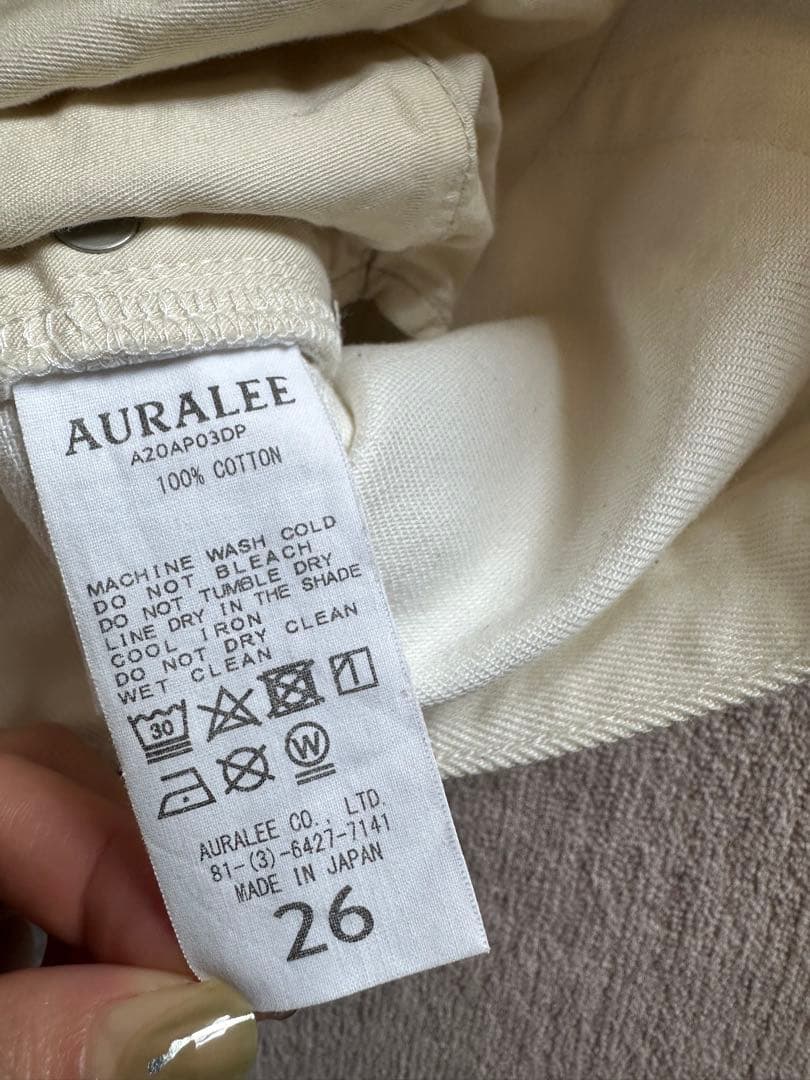 AURALEE
A20AP03DP
100% COTTON
MACHINE WASH COLD
DO NOT BLEACH
DO NOT TUMBLE DRY
LINE DRY IN THE SHADE
COOL IRON
DO NOT DRY CLEAN
WET CLEAN
30
W
AURALEE CO., LTD.
81-(3)-6427-7141
MADE IN JAPAN
26